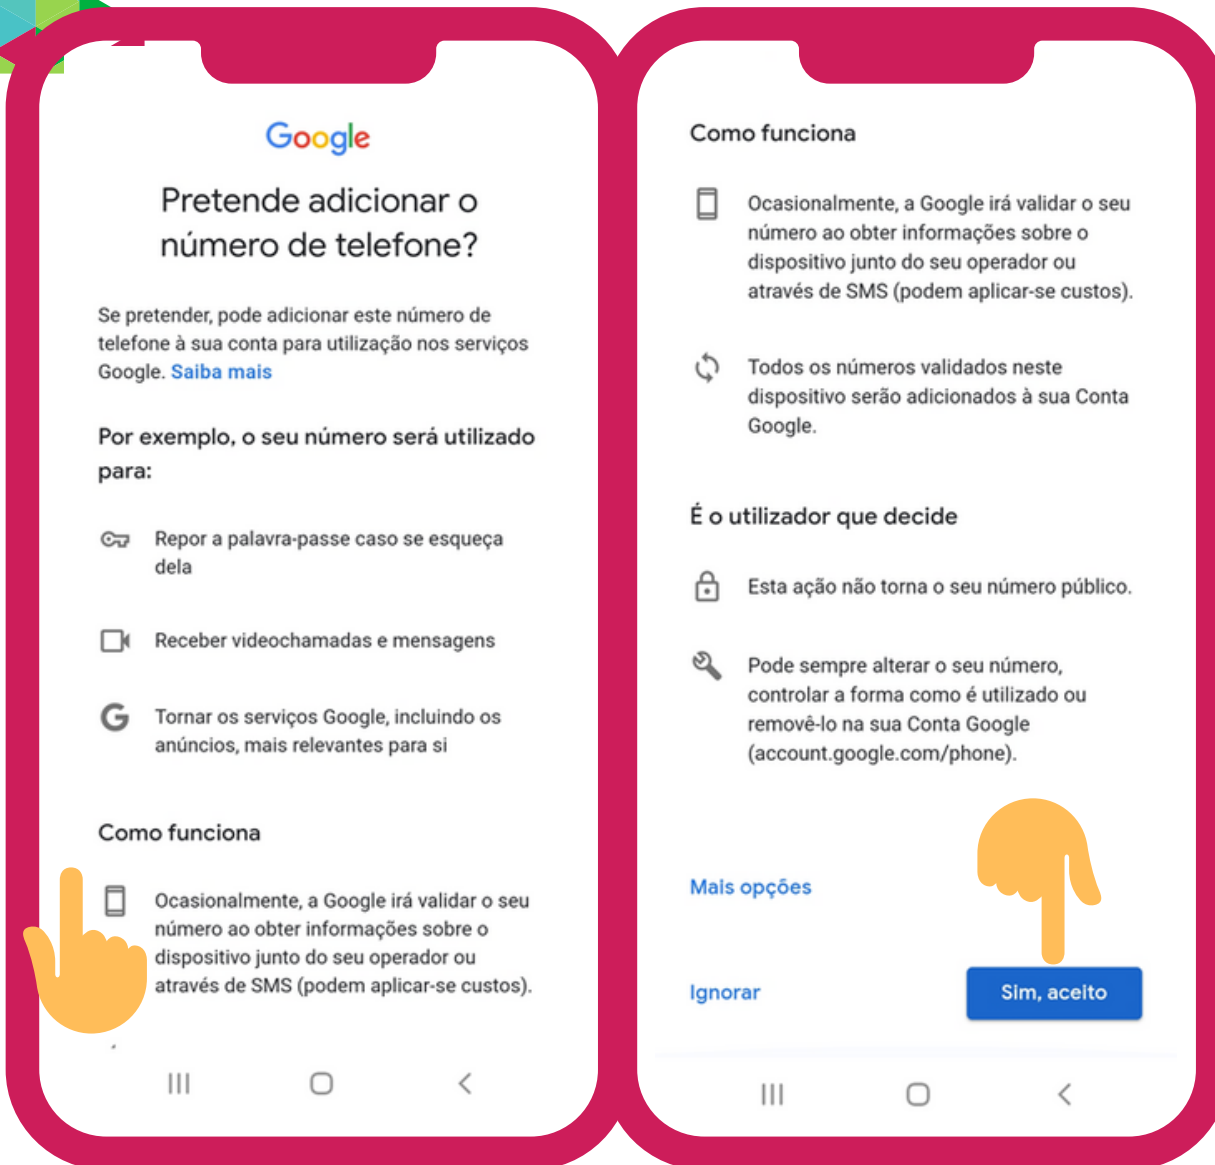 Google
Pretende adicionar o
número de telefone?
Se pretender, pode adicionar este número de
telefone à sua conta para utilização nos serviços
Google. Saiba mais
Por exemplo, o seu número será utilizado
para:
Repor a palavra-passe caso se esqueça
dela
Receber videochamadas e mensagens
Tornar os serviços Google, incluindo os
anúncios, mais relevantes para si
Como funciona
Ocasionalmente, a Google irá validar o seu
número ao obter informações sobre o
dispositivo junto do seu operador ou
através de SMS (podem aplicar-se custos).
Como funciona
Ocasionalmente, a Google irá validar o seu
número ao obter informações sobre o
dispositivo junto do seu operador ou
através de SMS (podem aplicar-se custos).
Todos os números validados neste
dispositivo serão adicionados à sua Conta
Google.
É o utilizador que decide
Esta ação não torna o seu número público.
Pode sempre alterar o seu número,
controlar a forma como é utilizado ou
removê-lo na sua Conta Google
(account.google.com/phone).
Mais opções
Ignorar
Sim, aceito